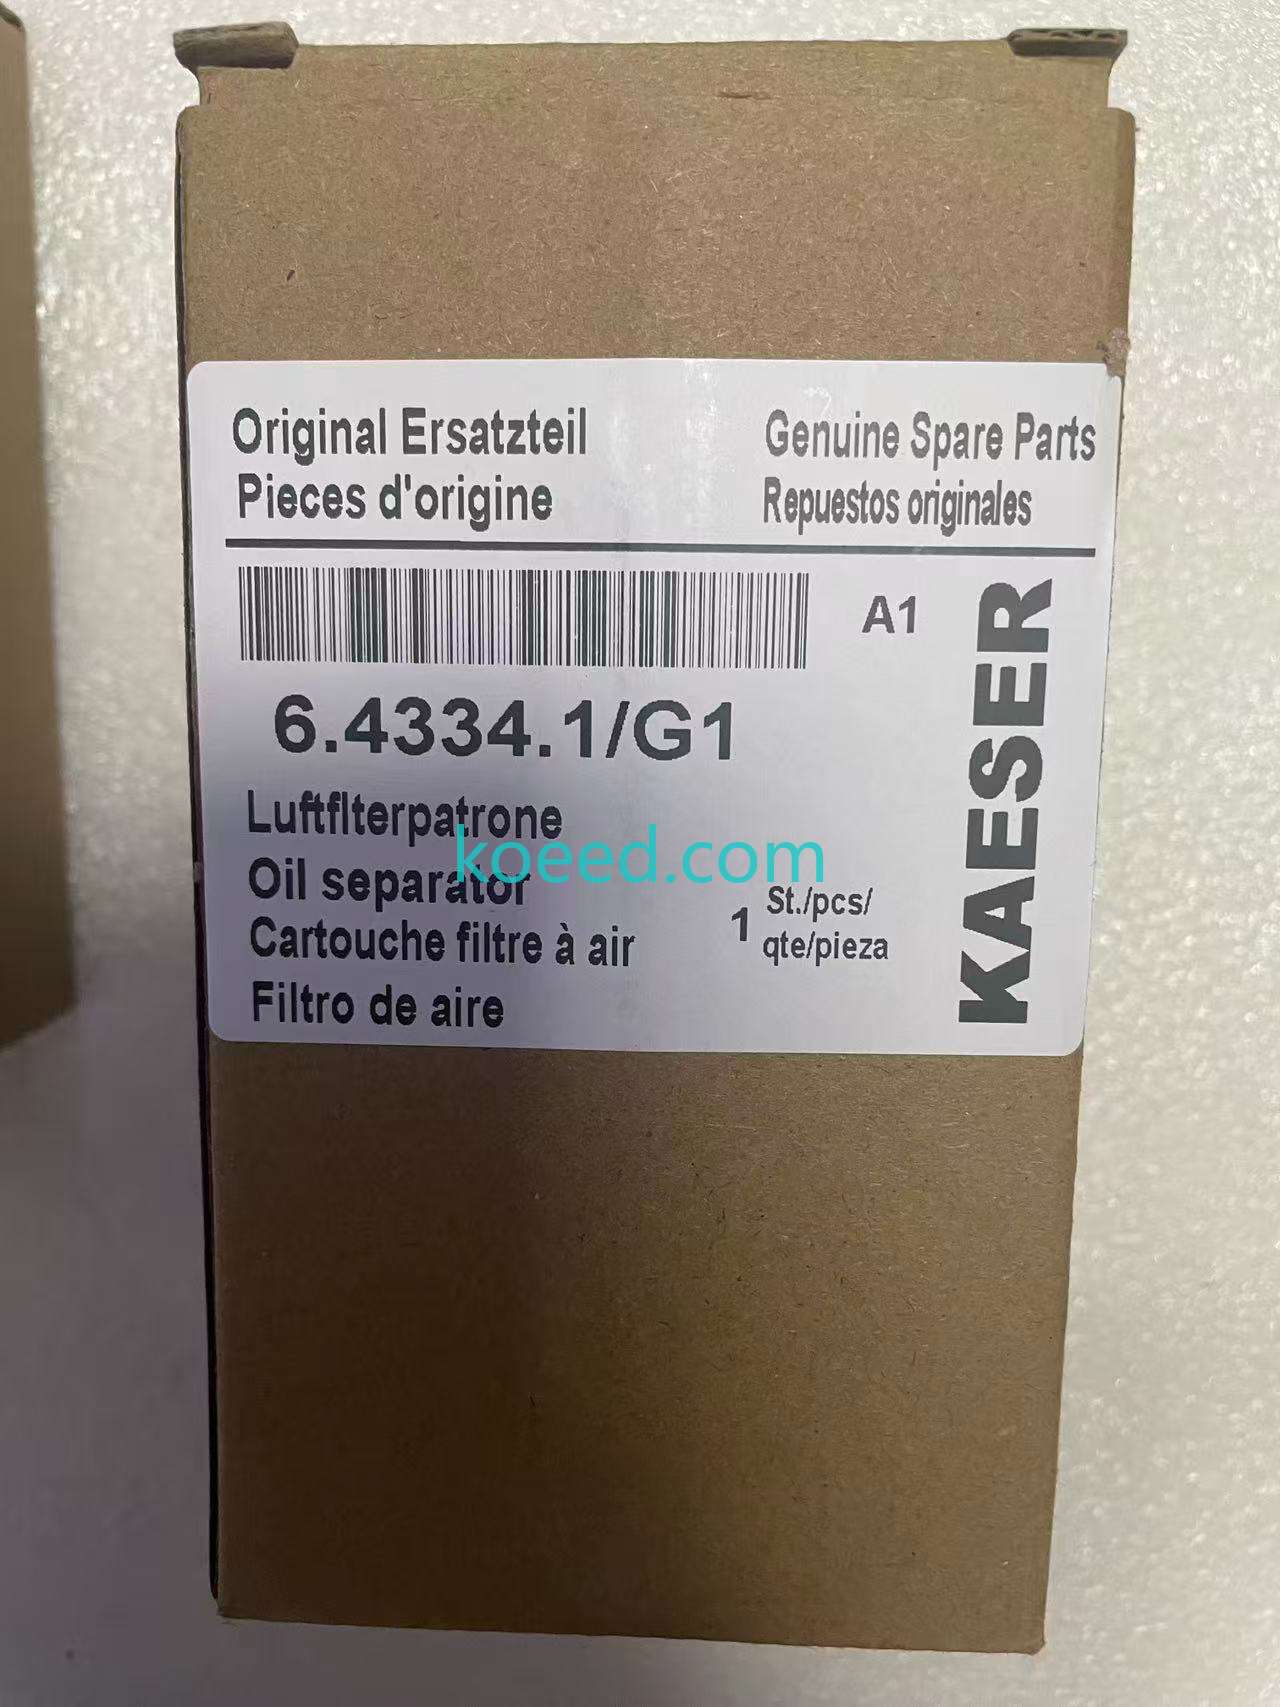 Original Ersatzteil
Genuine Spare Parts
Pieces d'origine
Repuestos originales
A1
KAESER
6.4334.1/G1
Luftflterpatrone
koeed.com
Oil separator
Cartouche filtre à air
1 St./pcs/
qte/pieza
Filtro de aire